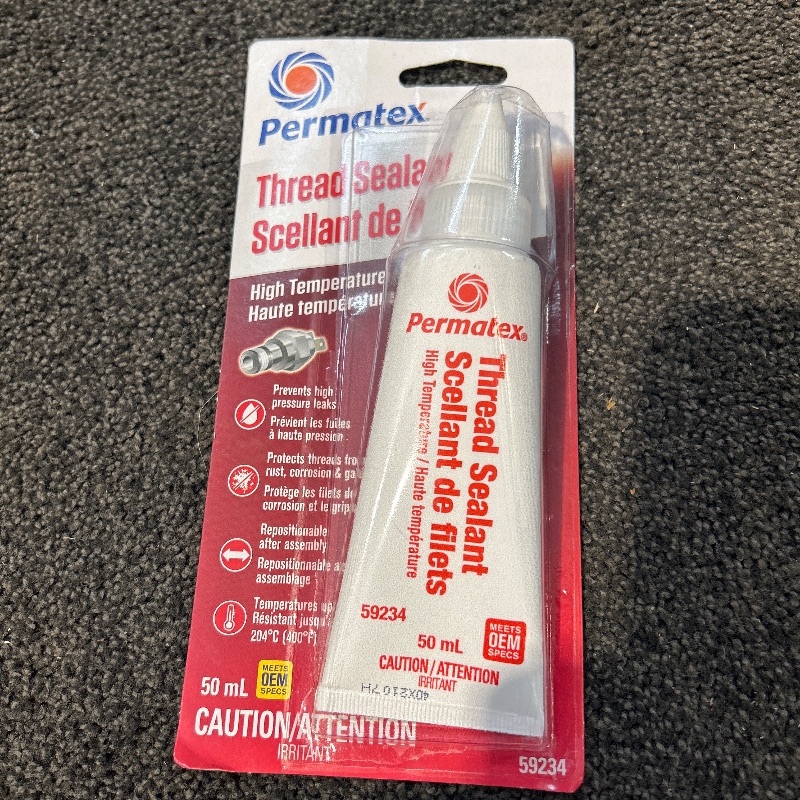 Permatex
Thread Sealant
Scellant de
High Temperature
Haute température
Prevents high
pressure leaks
Prévient les fuites
à haute pression
Protects threads from
rust, corrosion &
Protège les filets de
corrosion et le grip
Repositionable
after assembly
Repositionnable
assemblage
Temperatures up
Résistant jusqu'à
204°C (400°F)
50 mL
MEETS
OEM
SPECS
CAUTION/ATTENTION
IRRITANT
59234
Permatex®
Thread Sealant
Scellant de filets
High Temperature / Haute température
59234
50 mL
MEETS
OEM
SPECS
CAUTION/ATTENTION
IRRITANT